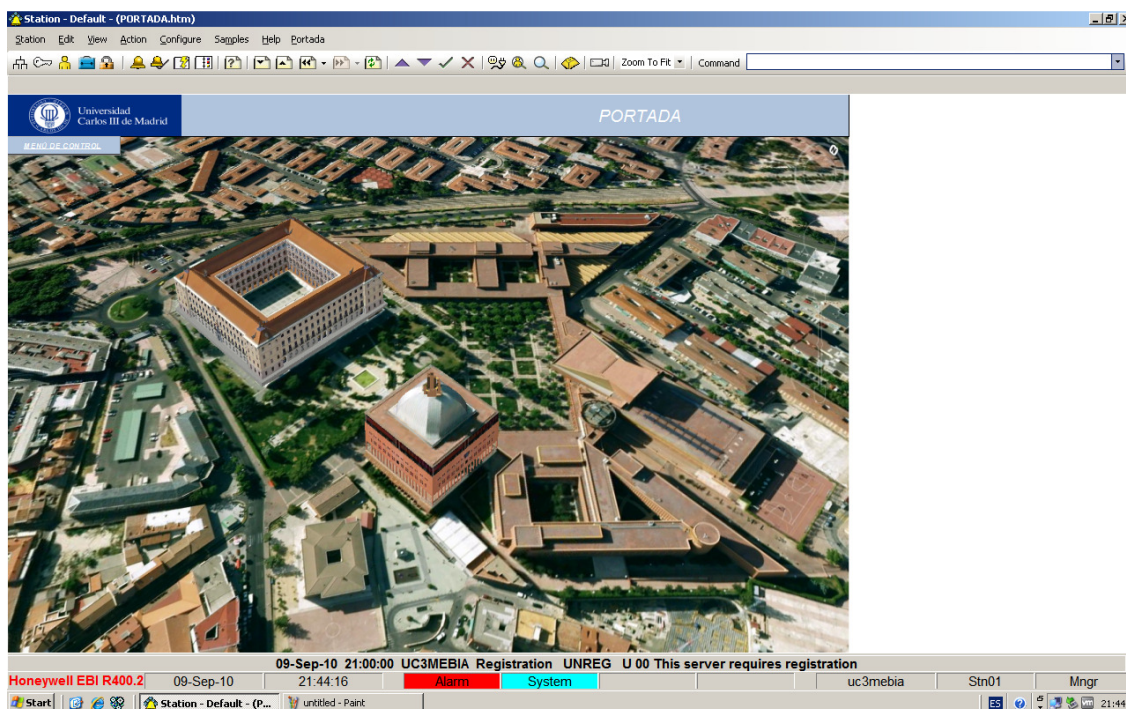 Station - Default - (PORTADA.htm)
Station Edit View Action Configure Samples Help Portada
Zoom To Fit Command
Universidad
Carlos III de Madrid
PORTADA
MENÚ DE CONTROL
09-Sep-10 21:00:00 UC3MEBIA Registration UNREG U 00 This server requires registration
Honeywell EBI R400.2 09-Sep-10 21:44:16 Alarm System uc3mebia Stn01 Mngr
Start Station - Default - (P... untitled - Paint ES 21:44